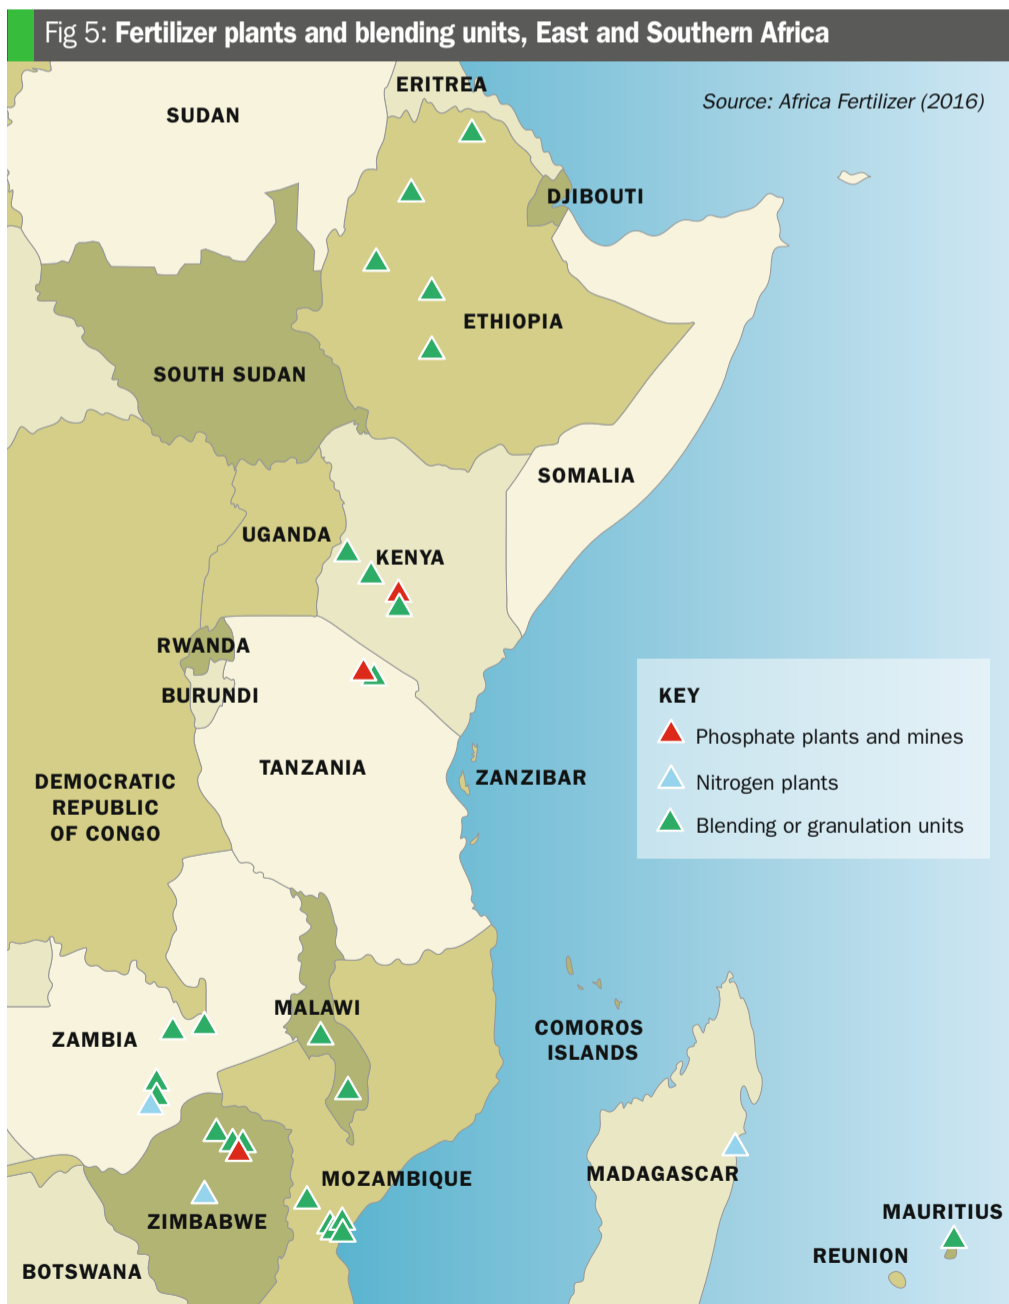 Fig 5: Fertilizer plants and blending units, East and Southern Africa
ERITREA
Source: Africa Fertilizer (2016)
SUDAN
DJIBOUTI
ETHIOPIA
SOUTH SUDAN
SOMALIA
UGANDA
KENYA
RWANDA
BURUNDI
KEY
Phosphate plants and mines
Nitrogen plants
Blending or granulation units
TANZANIA
ZANZIBAR
DEMOCRATIC
REPUBLIC
OF CONGO
MALAWI
ZAMBIA
COMOROS
ISLANDS
MOZAMBIQUE
MADAGASCAR
ZIMBABWE
MAURITIUS
REUNION
BOTSWANA